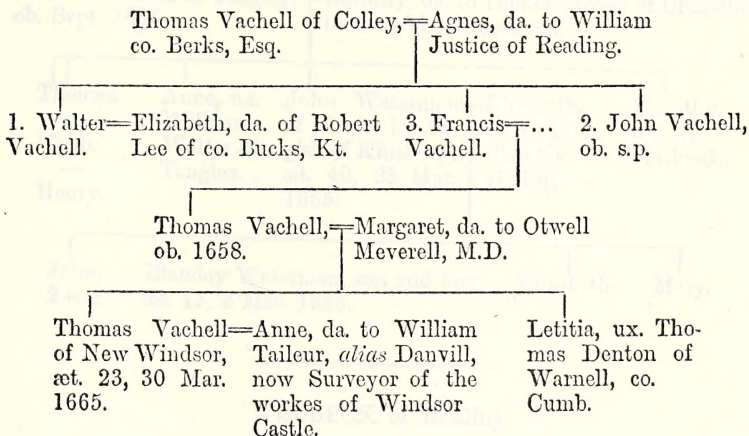 Thomas Vachell of Colley,=Agnes, da. to William
co. Berks, Esq. Justice of Reading.
1. Walter=Elizabeth, da. of Robert 3. Francis=... 2. John Vachell,
Vachell. Lee of co. Bucks, Kt. Vachell. ob. s.p.
Thomas Vachell,=Margaret, da. to Otwell
ob. 1658. Meverell, M.D.
Thomas Vachell=Anne, da. to William Letitia, ux. Tho-
of New Windsor, Taileur, alias Danvill, mas Denton of
æt. 23, 30 Mar. now Surveyor of the Warnell, co.
1665. workes of Windsor Cumb.
Castle.